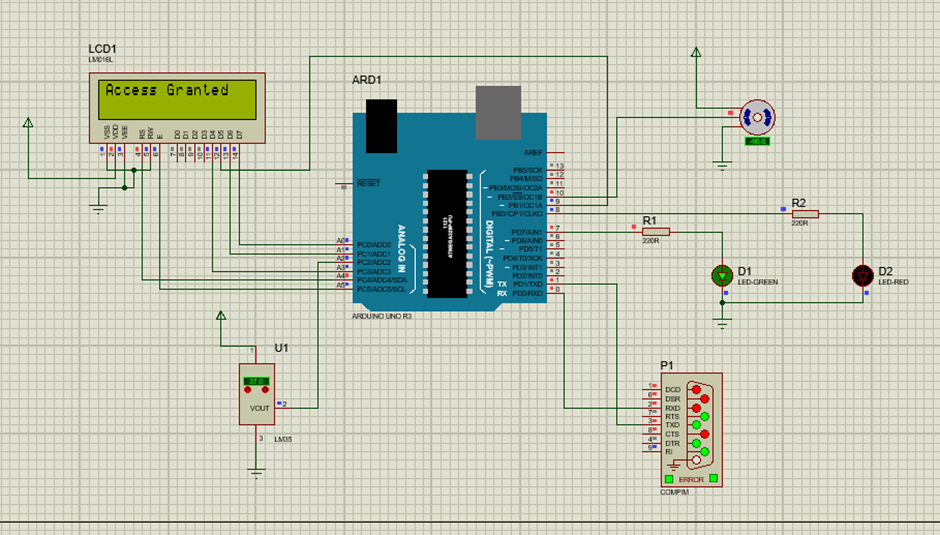 LCD1
LM016L
Access Granted
VSS
VDD
VEE
RS
RW
E
D0
D1
D2
D3
D4
D5
D6
D7
1
2
3
4
5
6
7
8
9
10
11
12
13
14
ARD1
AREF
13
PB5/SCK
12
PB4/MISO
11
~PB3/MOSI/OC2A
10
~PB2/SS/OC1B
9
~PB1/OC1A
8
PB0/ICP1/CLKO
7
PD7/AIN1
6
~PD6/AIN0
5
~PD5/T1
4
PD4/T0/XCK
3
~PD3/INT1
2
PD2/INT0
1
TX PD1/TXD
0
RX PD0/RXD
DIGITAL (~PWM)
RESET
1121
ATMEGA328P-PU
ANALOG IN
A0
PC0/ADC0
A1
PC1/ADC1
A2
PC2/ADC2
A3
PC3/ADC3
A4
PC4/ADC4/SDA
A5
PC5/ADC5/SCL
ARDUINO UNO R3
R1
220R
R2
220R
D1
LED-GREEN
D2
LED-RED
U1
1
37.0
VOUT
2
3
LM35
P1
1
DCD
6
DSR
2
RXD
7
RTS
3
TXD
8
CTS
4
DTR
9
RI
ERROR
COMPIM